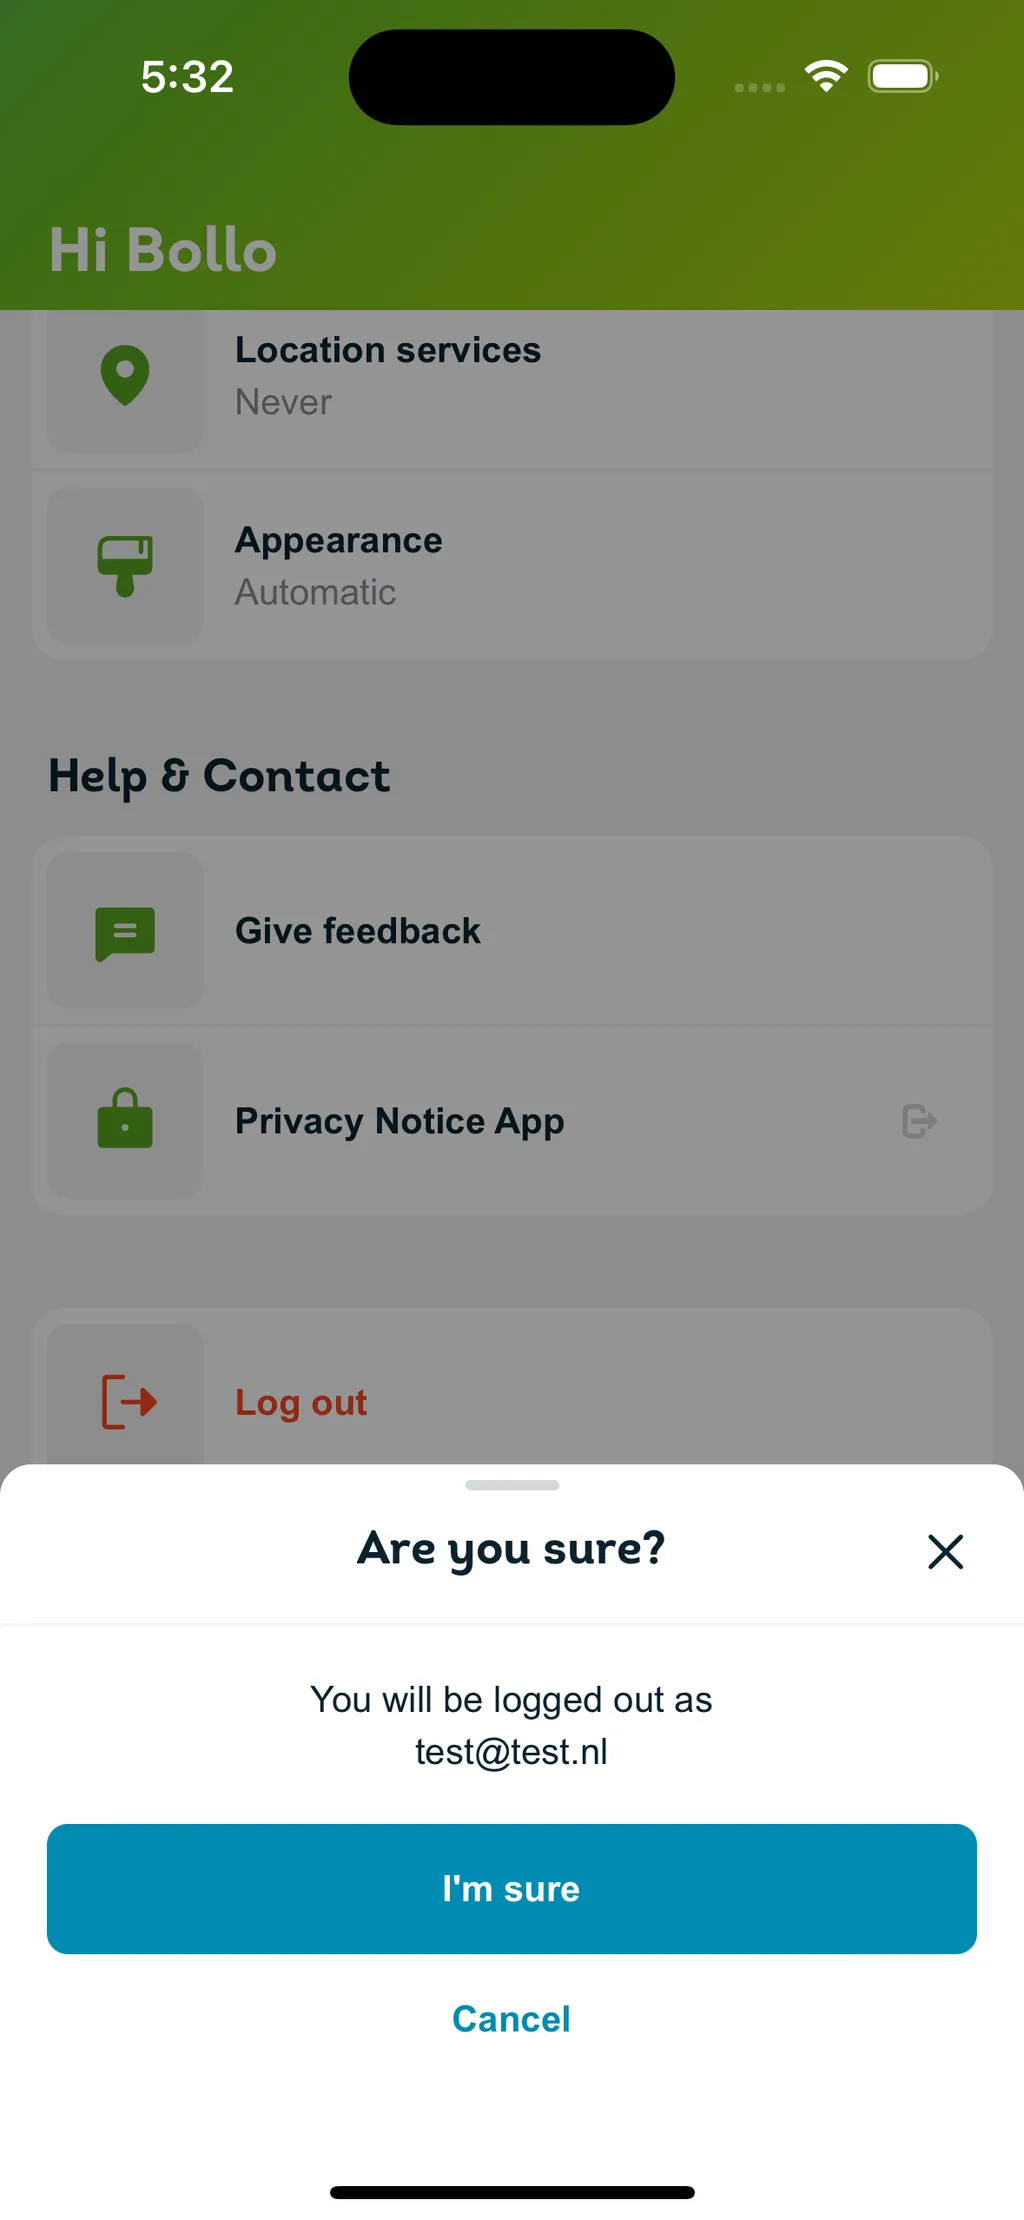 5:32
Hi Bollo
Location services
Never
Appearance
Automatic
Help & Contact
Give feedback
Privacy Notice App
Log out
Are you sure?
You will be logged out as
test@test.nl
I'm sure
Cancel